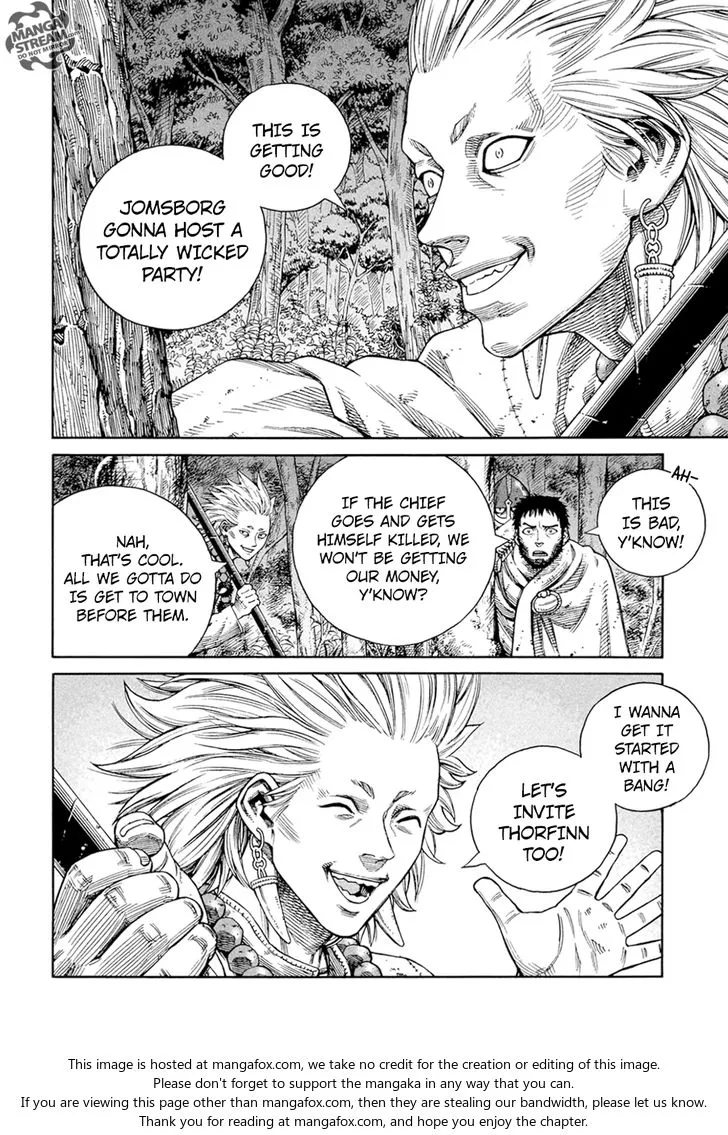 MANGA
STREAM.com
DO NOT MIRROR
THIS IS
GETTING
GOOD!
JOMSBORG
GONNA HOST A
TOTALLY WICKED
PARTY!
AH-
THIS
IS BAD,
Y'KNOW!
IF THE CHIEF
GOES AND GETS
HIMSELF KILLED, WE
WON'T BE GETTING
OUR MONEY,
Y'KNOW?
NAH,
THAT'S COOL.
ALL WE GOTTA DO
IS GET TO TOWN
BEFORE THEM.
I WANNA
GET IT
STARTED
WITH A
BANG!
LET'S
INVITE
THORFINN
TOO!
This image is hosted at mangafox.com, we take no credit for the creation or editing of this image.
Please don't forget to support the mangaka in any way that you can.
If you are viewing this page other than mangafox.com, then they are stealing our bandwidth, please let us know.
Thank you for reading at mangafox.com, and hope you enjoy the chapter.